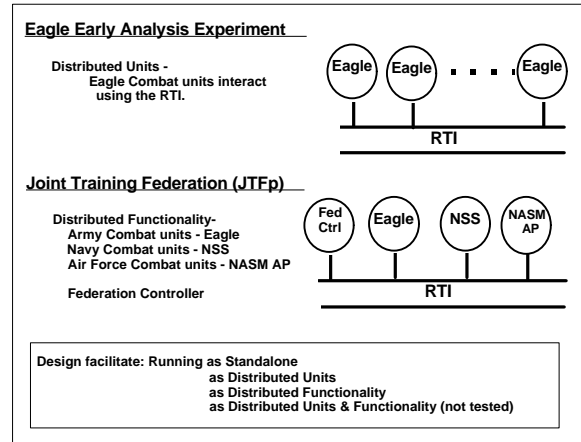 Eagle Early Analysis Experiment
Distributed Units -
Eagle Combat units interact
using the RTI.
Eagle
Eagle
Eagle
RTI
Joint Training Federation (JTFp)
Distributed Functionality-
Army Combat units - Eagle
Navy Combat units - NSS
Air Force Combat units - NASM AP
Federation Controller
Fed
Ctrl
Eagle
NSS
NASM
AP
RTI
Design facilitate: Running as Standalone
as Distributed Units
as Distributed Functionality
as Distributed Units & Functionality (not tested)